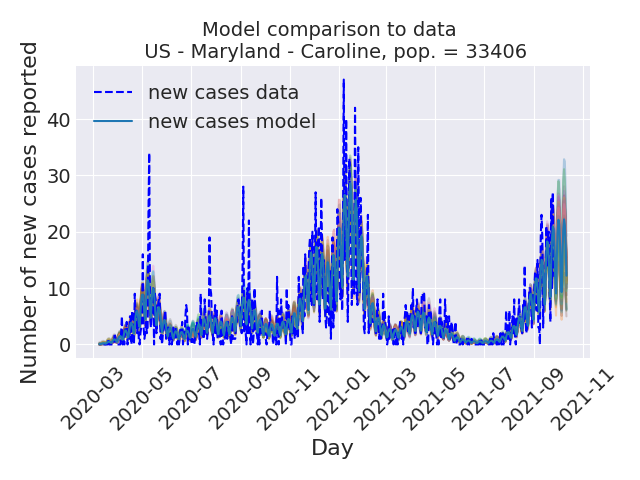 Model comparison to data
US - Maryland - Caroline, pop. = 33406
Number of new cases reported
new cases data
new cases model
40
30
20
10
0
2020-03
2020-05
2020-07
2020-09
2020-11
2021-01
2021-03
2021-05
2021-07
2021-09
2021-11
Day